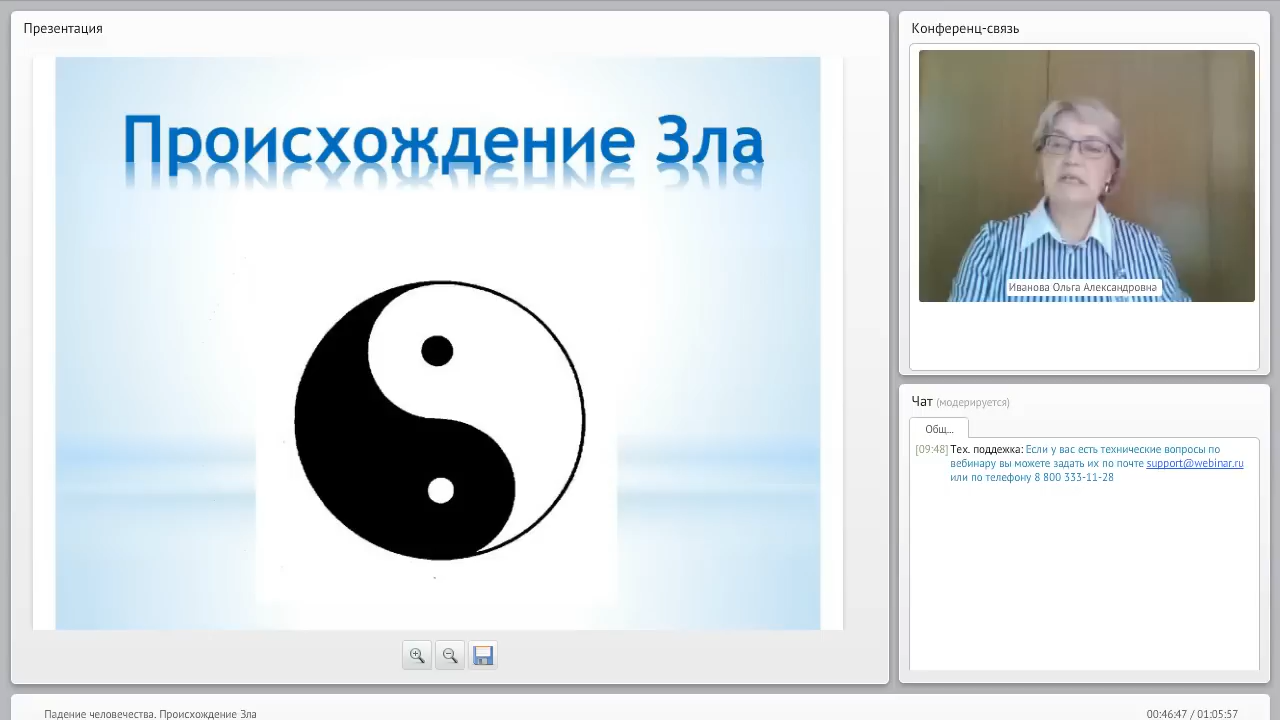 Презентация
Происхождение Зла
Конференц-связь
Иванова Ольга Александровна
Чат (модерируется)
Общ...
[09:48] Тех. поддежка: Если у вас есть технические вопросы по
вебинару вы можете задать их по почте support@webinar.ru
или по телефону 8 800 333-11-28
Падение человечества. Происхождение Зла
00:46:47 / 01:05:57